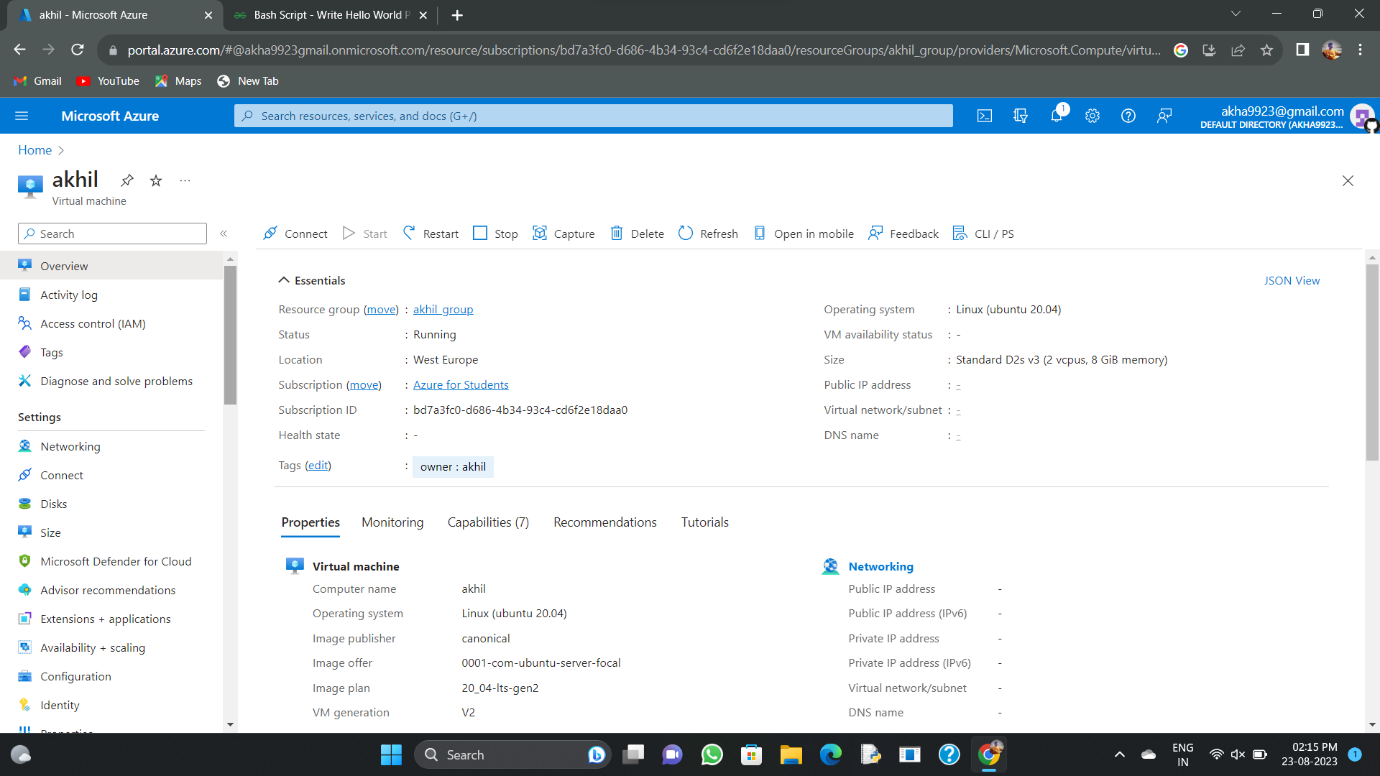 akhil - Microsoft Azure
Bash Script - Write Hello World P
portal.azure.com/#@akha9923gmail.onmicrosoft.com/resource/subscriptions/bd7a3fc0-d686-4b34-93c4-cd6f2e18daa0/resourceGroups/akhil_group/providers/Microsoft.Compute/virtu...
Gmail YouTube Maps New Tab
Microsoft Azure Search resources, services, and docs (G+/) 1 akha9923@gmail.com
DEFAULT DIRECTORY (AKHA9923...
Home >
akhil ...
Virtual machine
Search «
Connect Start Restart Stop Capture Delete Refresh Open in mobile Feedback CLI / PS
Overview
Activity log
Access control (IAM)
Tags
Diagnose and solve problems
Settings
Networking
Connect
Disks
Size
Microsoft Defender for Cloud
Advisor recommendations
Extensions + applications
Availability + scaling
Configuration
Identity
Essentials JSON View
Resource group (move) : akhil_group
Status : Running
Location : West Europe
Subscription (move) : Azure for Students
Subscription ID : bd7a3fc0-d686-4b34-93c4-cd6f2e18daa0
Health state : -
Tags (edit) : owner : akhil
Operating system : Linux (ubuntu 20.04)
VM availability status : -
Size : Standard D2s v3 (2 vcpus, 8 GiB memory)
Public IP address : -
Virtual network/subnet : -
DNS name : -
Properties Monitoring Capabilities (7) Recommendations Tutorials
Virtual machine
Computer name akhil
Operating system Linux (ubuntu 20.04)
Image publisher canonical
Image offer 0001-com-ubuntu-server-focal
Image plan 20_04-lts-gen2
VM generation V2
Networking
Public IP address -
Public IP address (IPv6) -
Private IP address -
Private IP address (IPv6) -
Virtual network/subnet -
DNS name -
Search
ENG
IN
02:15 PM
23-08-2023
1